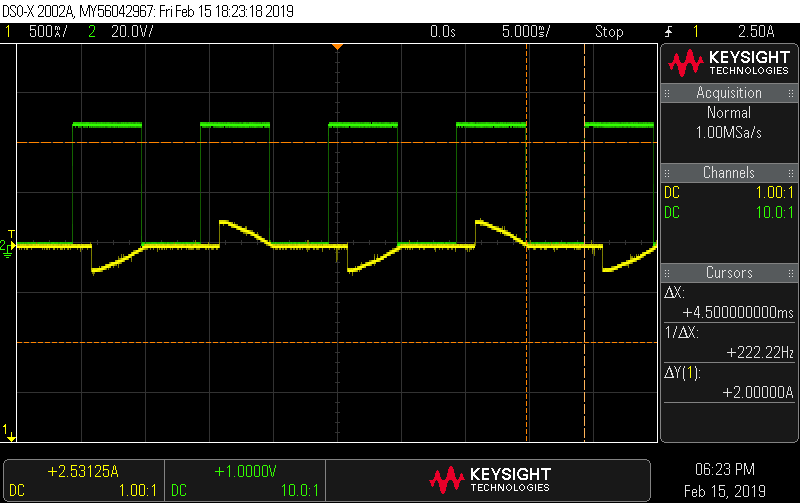 DSO-X 2002A, MY56042967: Fri Feb 15 18:23:18 2019
1 500%/ 2 20.0V/ 0.0s 5.000%/ Stop 1 2.50A
KEYSIGHT
TECHNOLOGIES
Acquisition
Normal
1.00MSa/s
Channels
DC 1.00:1
DC 10.0:1
Cursors
ΔX:
+4.500000000ms
1/ΔX:
+222.22Hz
ΔY(1):
+2.00000A
T
2
1
+2.53125A
DC 1.00:1
+1.0000V
DC 10.0:1
KEYSIGHT
TECHNOLOGIES
06:23 PM
Feb 15, 2019